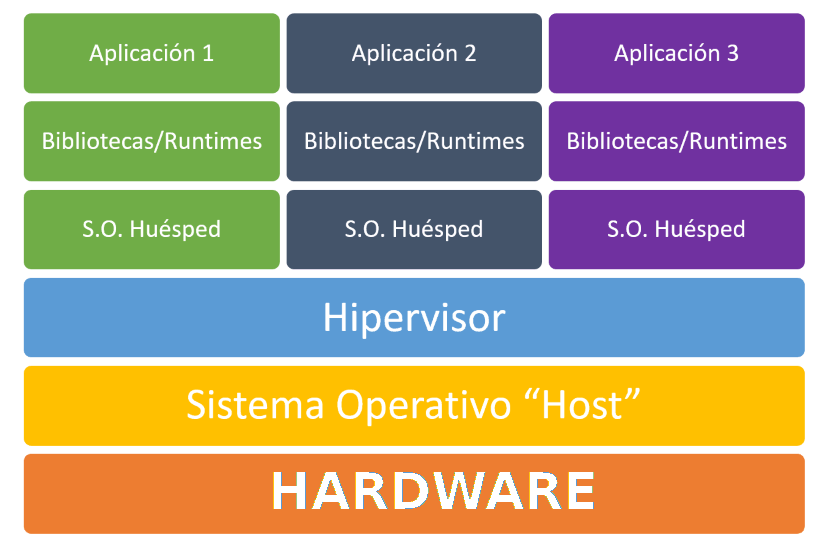 Aplicación 1
Aplicación 2
Aplicación 3
Bibliotecas/Runtimes
Bibliotecas/Runtimes
Bibliotecas/Runtimes
S.O. Huésped
S.O. Huésped
S.O. Huésped
Hipervisor
Sistema Operativo “Host”
HARDWARE